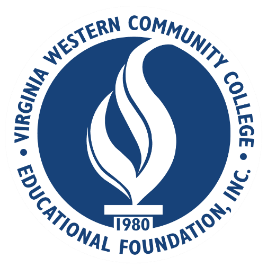 • VIRGINIA WESTERN COMMUNITY COLLEGE •
EDUCATIONAL FOUNDATION, INC.
1980